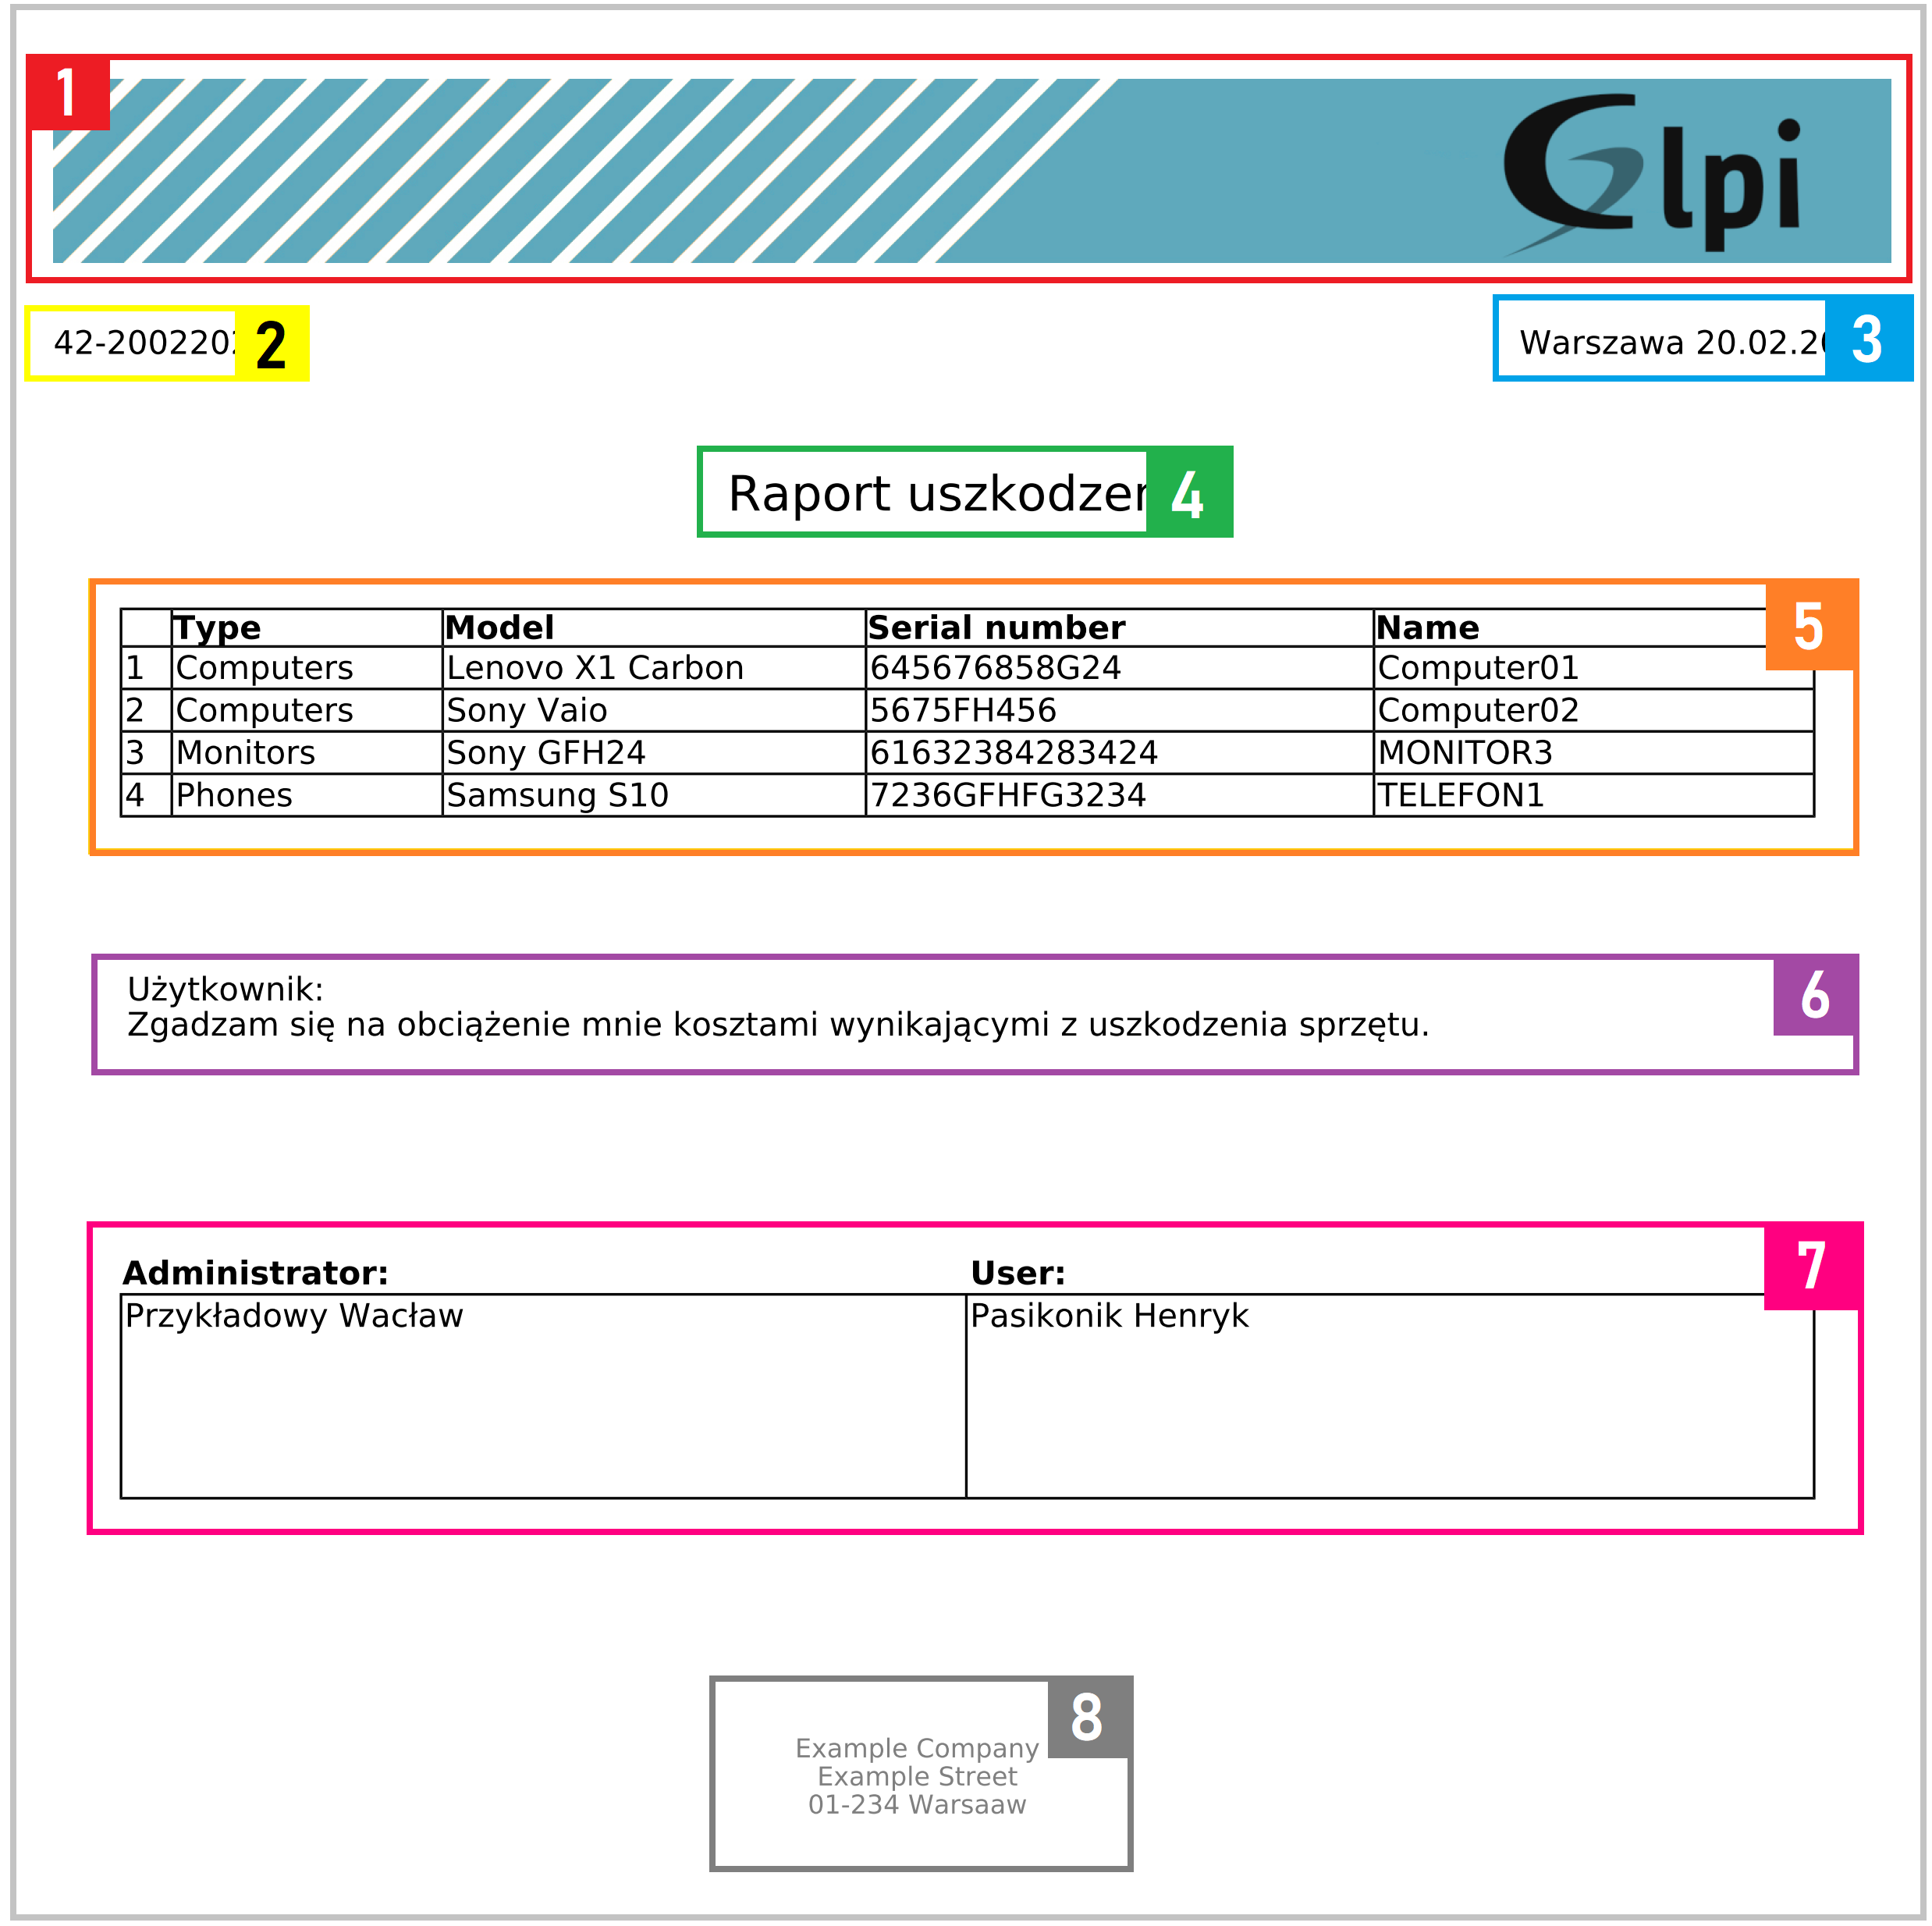 1
Glpi
42-2002202
2
Warszawa 20.02.20
3
Raport uszkodzen
4
5
Type Model Serial number Name
1 Computers Lenovo X1 Carbon 645676858G24 Computer01
2 Computers Sony Vaio 5675FH456 Computer02
3 Monitors Sony GFH24 61632384283424 MONITOR3
4 Phones Samsung S10 7236GFHFG3234 TELEFON1
6
Użytkownik:
Zgadzam się na obciążenie mnie kosztami wynikającymi z uszkodzenia sprzętu.
7
Administrator: User:
Przykładowy Wacław Pasikonik Henryk
8
Example Company
Example Street
01-234 Warsaaw